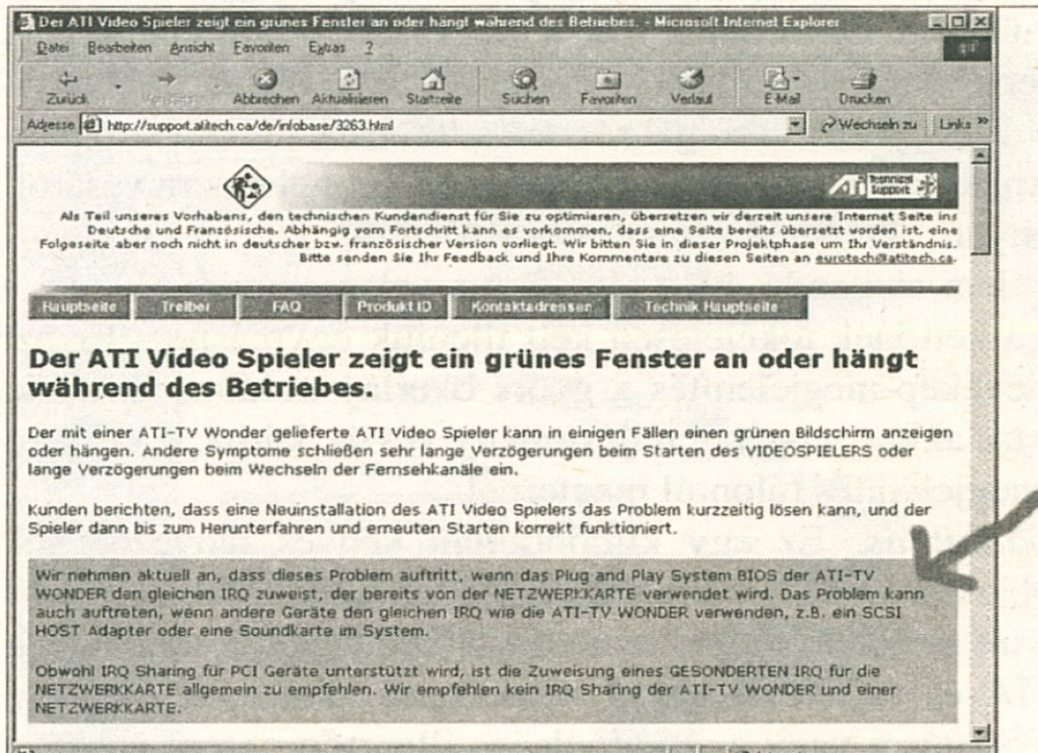 Der ATI Video Spieler zeigt ein grünes Fenster an oder hängt während des Betriebes. - Microsoft Internet Explorer
Datei Bearbeiten Ansicht Favoriten Extras ?
Zurück Abbrechen Aktualisieren Startseite Suchen Favoriten Verlauf E-Mail Drucken
Adresse http://support.atitech.ca/de/infobase/3263.html Wechseln zu Links »
ATI Technical Support
Als Teil unseres Vorhabens, den technischen Kundendienst für Sie zu optimieren, übersetzen wir derzeit unsere Internet Seite ins
Deutsche und Französische. Abhängig vom Fortschritt kann es vorkommen, dass eine Seite bereits übersetzt worden ist, eine
Folgeseite aber noch nicht in deutscher bzw. französischer Version vorliegt. Wir bitten Sie in dieser Projektphase um Ihr Verständnis.
Bitte senden Sie Ihr Feedback und Ihre Kommentare zu diesen Seiten an eurotech@atitech.ca.
Hauptseite Treiber FAQ Produkt ID Kontaktadressen Technik Hauptseite
Der ATI Video Spieler zeigt ein grünes Fenster an oder hängt
während des Betriebes.
Der mit einer ATI-TV Wonder gelieferte ATI Video Spieler kann in einigen Fällen einen grünen Bildschirm anzeigen
oder hängen. Andere Symptome schließen sehr lange Verzögerungen beim Starten des VIDEOSPIELERS oder
lange Verzögerungen beim Wechseln der Fernsehkanäle ein.
Kunden berichten, dass eine Neuinstallation des ATI Video Spielers das Problem kurzzeitig lösen kann, und der
Spieler dann bis zum Herunterfahren und erneuten Starten korrekt funktioniert.
Wir nehmen aktuell an, dass dieses Problem auftritt, wenn das Plug and Play System BIOS der ATI-TV
WONDER den gleichen IRQ zuweist, der bereits von der NETZWERKKARTE verwendet wird. Das Problem kann
auch auftreten, wenn andere Geräte den gleichen IRQ wie die ATI-TV WONDER verwenden, z.B. ein SCSI
HOST Adapter oder eine Soundkarte im System.
Obwohl IRQ Sharing für PCI Geräte unterstützt wird, ist die Zuweisung eines GESONDERTEN IRQ für die
NETZWERKKARTE allgemein zu empfehlen. Wir empfehlen kein IRQ Sharing der ATI-TV WONDER und einer
NETZWERKKARTE.